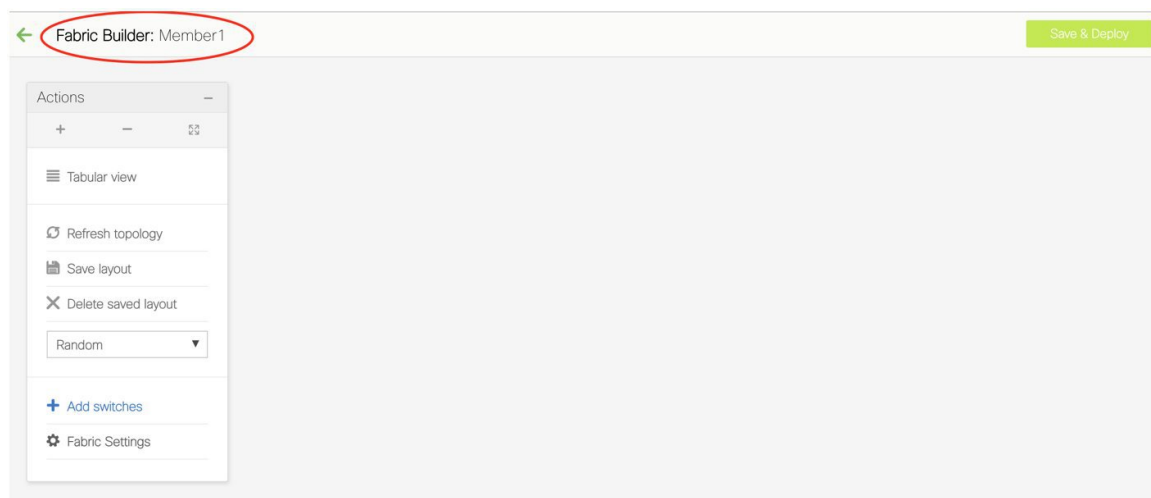 Fabric Builder: Member1
Save & Deploy
Actions
Tabular view
Refresh topology
Save layout
Delete saved layout
Random
Add switches
Fabric Settings